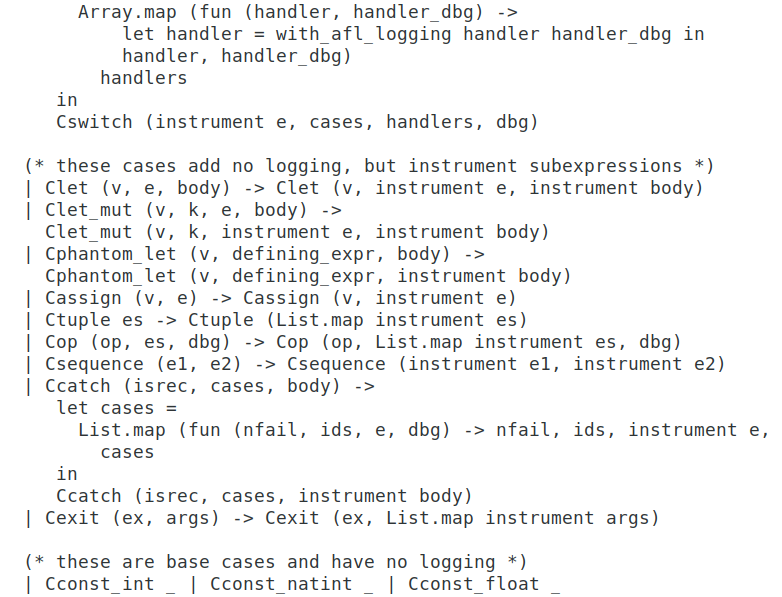 Array.map (fun (handler, handler_dbg) ->
let handler = with_afl_logging handler handler_dbg in
handler, handler_dbg)
handlers
in
Cswitch (instrument e, cases, handlers, dbg)
(* these cases add no logging, but instrument subexpressions *)
| Clet (v, e, body) -> Clet (v, instrument e, instrument body)
| Clet_mut (v, k, e, body) ->
Clet_mut (v, k, instrument e, instrument body)
| Cphantom_let (v, defining_expr, body) ->
Cphantom_let (v, defining_expr, instrument body)
| Cassign (v, e) -> Cassign (v, instrument e)
| Ctuple es -> Ctuple (List.map instrument es)
| Cop (op, es, dbg) -> Cop (op, List.map instrument es, dbg)
| Csequence (e1, e2) -> Csequence (instrument e1, instrument e2)
| Ccatch (isrec, cases, body) ->
let cases =
List.map (fun (nfail, ids, e, dbg) -> nfail, ids, instrument e,
cases
in
Ccatch (isrec, cases, instrument body)
| Cexit (ex, args) -> Cexit (ex, List.map instrument args)
(* these are base cases and have no logging *)
| Cconst_int _ | Cconst_natint _ | Cconst_float _